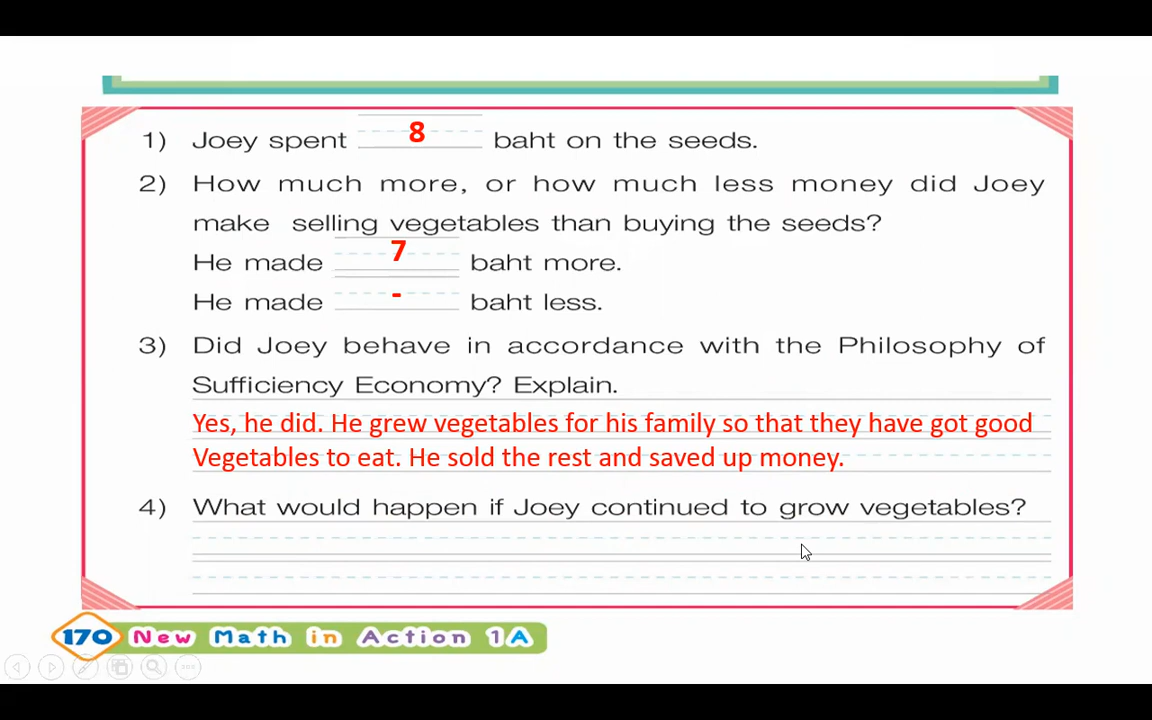 1) Joey spent 8 baht on the seeds.
2) How much more, or how much less money did Joey
make selling vegetables than buying the seeds?
He made 7 baht more.
He made - baht less.
3) Did Joey behave in accordance with the Philosophy of
Sufficiency Economy? Explain.
Yes, he did. He grew vegetables for his family so that they have got good
Vegetables to eat. He sold the rest and saved up money.
4) What would happen if Joey continued to grow vegetables?
170 New Math in Action 1A